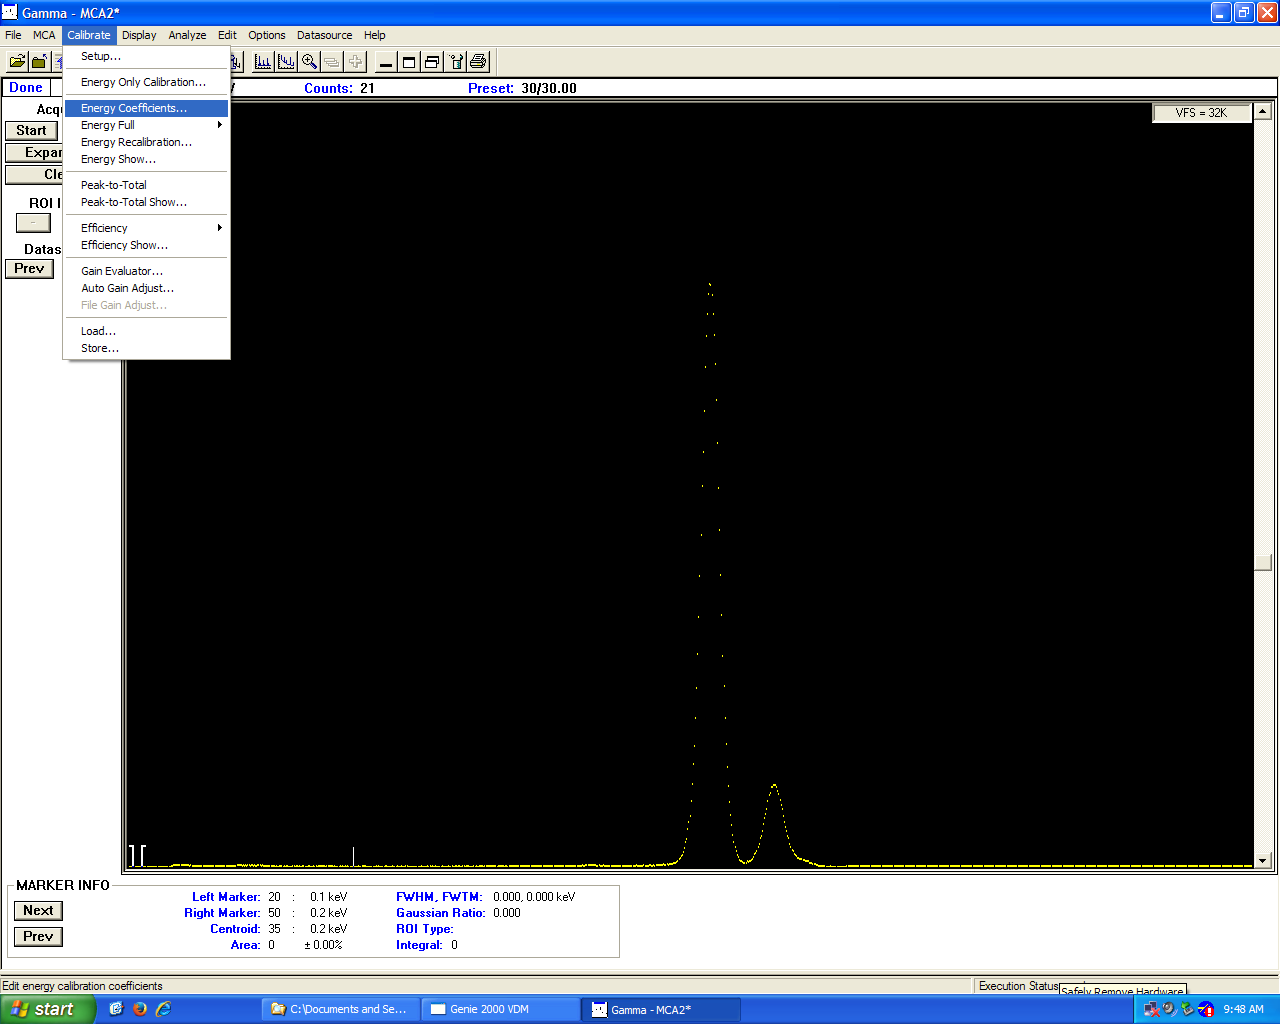 Gamma - MCA2*
File MCA Calibrate Display Analyze Edit Options Datasource Help
Done Counts: 21 Preset: 30/30.00
Setup...
Energy Only Calibration...
Energy Coefficients...
Energy Full
Energy Recalibration...
Energy Show...
Peak-to-Total
Peak-to-Total Show...
Efficiency
Efficiency Show...
Gain Evaluator...
Auto Gain Adjust...
File Gain Adjust...
Load...
Store...
Start
Prev
VFS = 32K
MARKER INFO
Next
Prev
Left Marker: 20 : 0.1 keV
Right Marker: 50 : 0.2 keV
Centroid: 35 : 0.2 keV
Area: 0 ± 0.00%
FWHM, FWTM: 0.000, 0.000 keV
Gaussian Ratio: 0.000
ROI Type:
Integral: 0
Edit energy calibration coefficients
Execution Status
Safely Remove Hardware
start
C:\Documents and Se...
Genie 2000 VDM
Gamma - MCA2*
9:48 AM